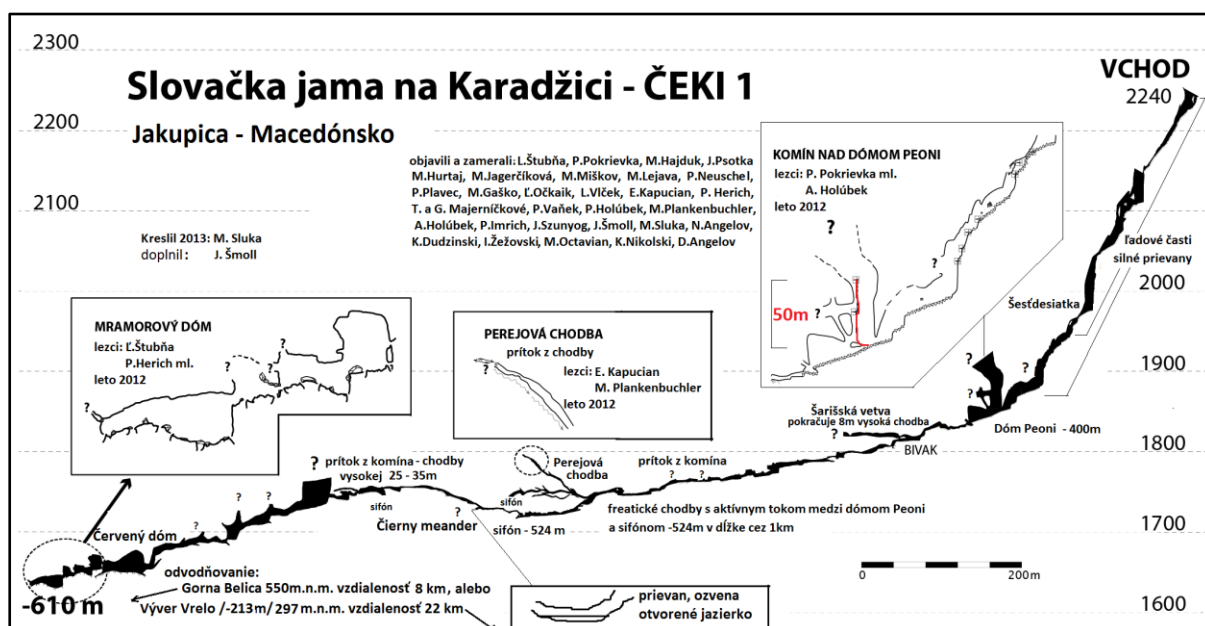 2300
Slovačka jama na Karadžici - ČEKI 1
VCHOD
2240
Jakupica - Macedónsko
2200
objavili a zamerali: L.Štubňa, P.Pokrievka, M.Hajduk, J.Psotka
M.Hurtaj, M.Jagerčíková, M.Miškov, M.Lejava, P.Neuschel,
P.Plavec, M.Gaško, Ľ.Očkaik, L.Vlček, E.Kapucian, P. Herich,
T. a G. Majerníčkové, P.Vaněk, P.Holúbek, M.Plankenbuchler,
A.Holúbek, P.Imrich, J.Szunyog, J.Šmoll, M.Sluka, N.Angelov,
K.Dudzinski, I.Žežovski, M.Octavian, K.Nikolski, D.Angelov
2100
Kreslil 2013: M. Sluka
doplnil: J. Šmoll
KOMÍN NAD DÓMOM PEONI
lezci: P. Pokrievka ml.
A. Holúbek
leto 2012
?
?
?
50m
ľadové časti
silné prievany
2000
2000
Šesťdesiatka
MRAMOROVÝ DÓM
lezci: Ľ.Štubňa
P.Herich ml.
leto 2012
?
?
?
?
PEREJOVÁ CHODBA
prítok z chodby
lezci: E. Kapucian
M. Plankenbuchler
leto 2012
?
1900
?
?
?
Šarišská vetva
pokračuje 8m vysoká chodba
?
BIVAK
Dóm Peoni - 400m
1800
? prítok z komína - chodby
vysokej 25 - 35m
sifón
?
Perejová
chodba
prítok z komína
? ?
sifón
Čierny meander
?
sifón - 524 m
freatické chodby s aktívnym tokom medzi dómom Peoni
a sifónom -524m v dĺžke cez 1km
1700
?
?
?
Červený dóm
odvodňovanie:
Gorna Belica 550m.n.m. vzdialenosť 8 km, alebo
Výver Vrelo /-213m/ 297 m.n.m. vzdialenosť 22 km
-610 m
prievan, ozvena
otvorené jazierko
0
200m
1600